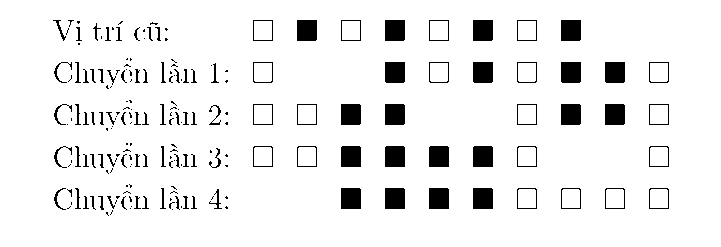 Vị trí cũ:
Chuyển lần 1:
Chuyển lần 2:
Chuyển lần 3:
Chuyển lần 4: